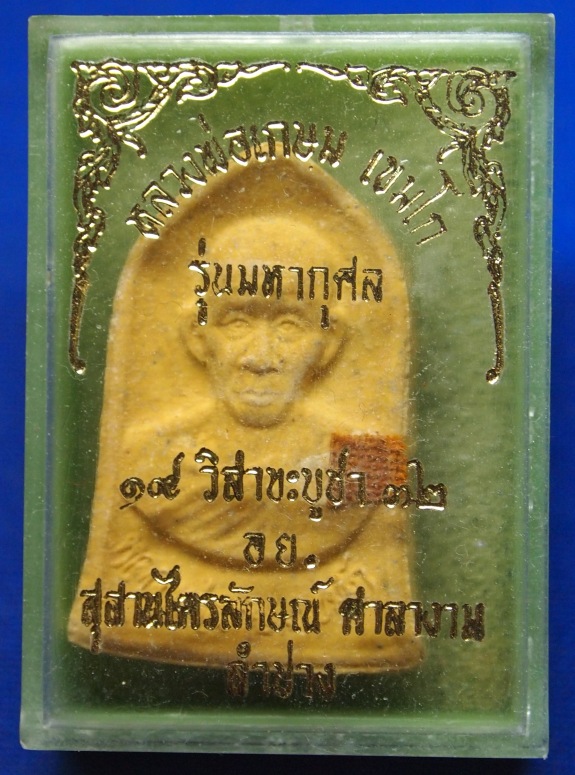 หลวงพ่อเกษม เขมโก
รุ่นมหากุศล
๑๙ วิสาขะบูชา ๓๒
อย.
สุสานไตรลักษณ์ ศาลางาม
ลำปาง